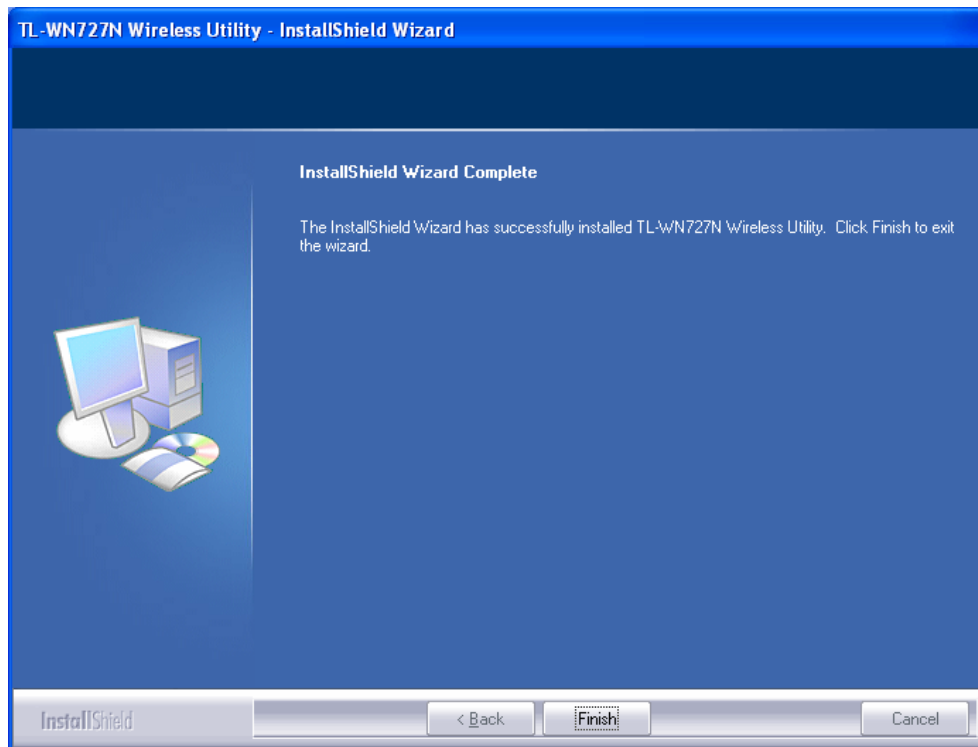 TL-WN727N Wireless Utility - InstallShield Wizard
InstallShield Wizard Complete
The InstallShield Wizard has successfully installed TL-WN727N Wireless Utility. Click Finish to exit
the wizard.
InstallShield
< Back
Finish
Cancel